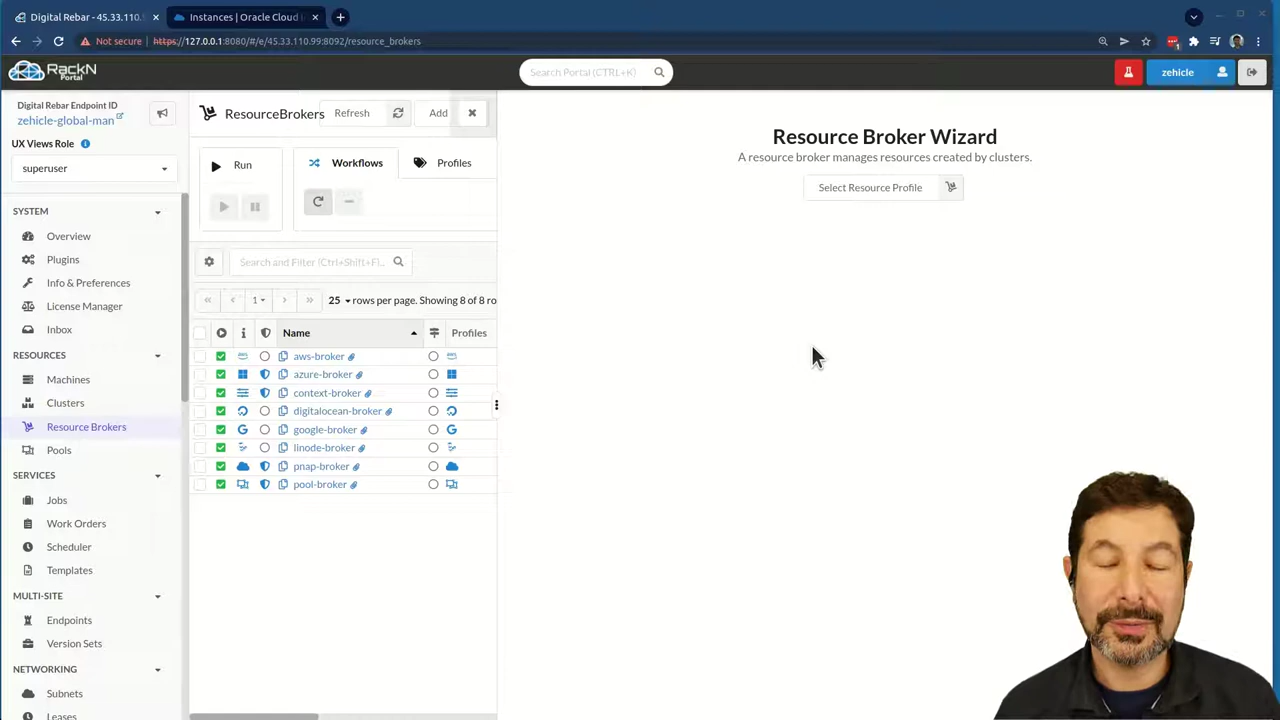 Digital Rebar - 45.33.110.9
Instances | Oracle Cloud I
Not secure
https://127.0.0.1:8080/#/e/45.33.110.99:8092/resource_brokers
RackN
Portal
Search Portal (CTRL+K)
zehicle
Digital Rebar Endpoint ID
zehicle-global-man
UX Views Role
superuser
SYSTEM
Overview
Plugins
Info & Preferences
License Manager
Inbox
RESOURCES
Machines
Clusters
Resource Brokers
Pools
SERVICES
Jobs
Work Orders
Scheduler
Templates
MULTI-SITE
Endpoints
Version Sets
NETWORKING
Subnets
Leases
ResourceBrokers
Refresh
Add
Run
Workflows
Profiles
Search and Filter (Ctrl+Shift+F)...
1
25 rows per page. Showing 8 of 8 ro
Name
Profiles
aws-broker
azure-broker
context-broker
digitalocean-broker
google-broker
linode-broker
pnap-broker
pool-broker
Resource Broker Wizard
A resource broker manages resources created by clusters.
Select Resource Profile